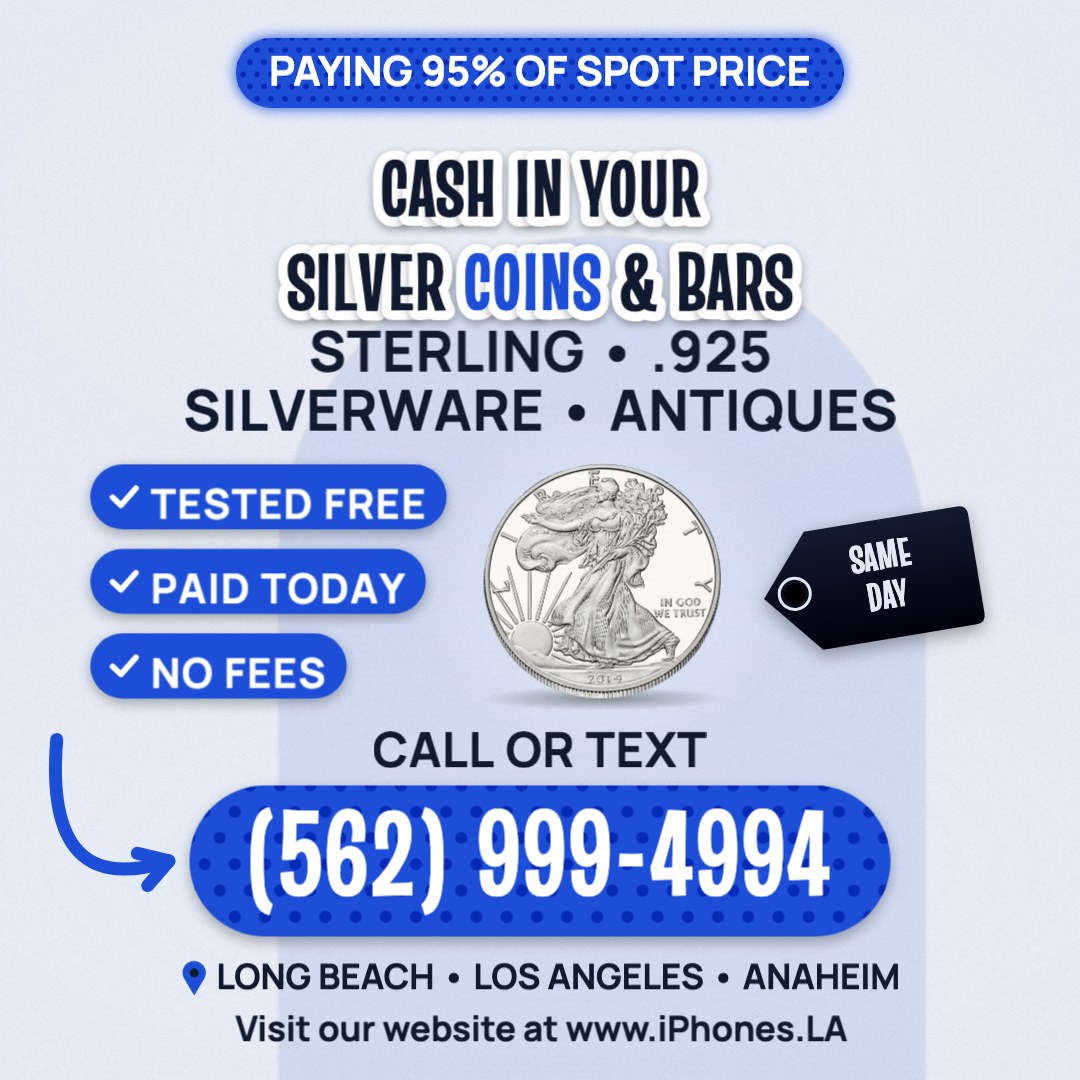 PAYING 95% OF SPOT PRICE
CASH IN YOUR
SILVER COINS & BARS
STERLING • .925
SILVERWARE • ANTIQUES
✓ TESTED FREE
✓ PAID TODAY
✓ NO FEES
LIBERTY
IN GOD
WE TRUST
2014
SAME
DAY
CALL OR TEXT
(562) 999-4994
LONG BEACH • LOS ANGELES • ANAHEIM
Visit our website at www.iPhones.LA